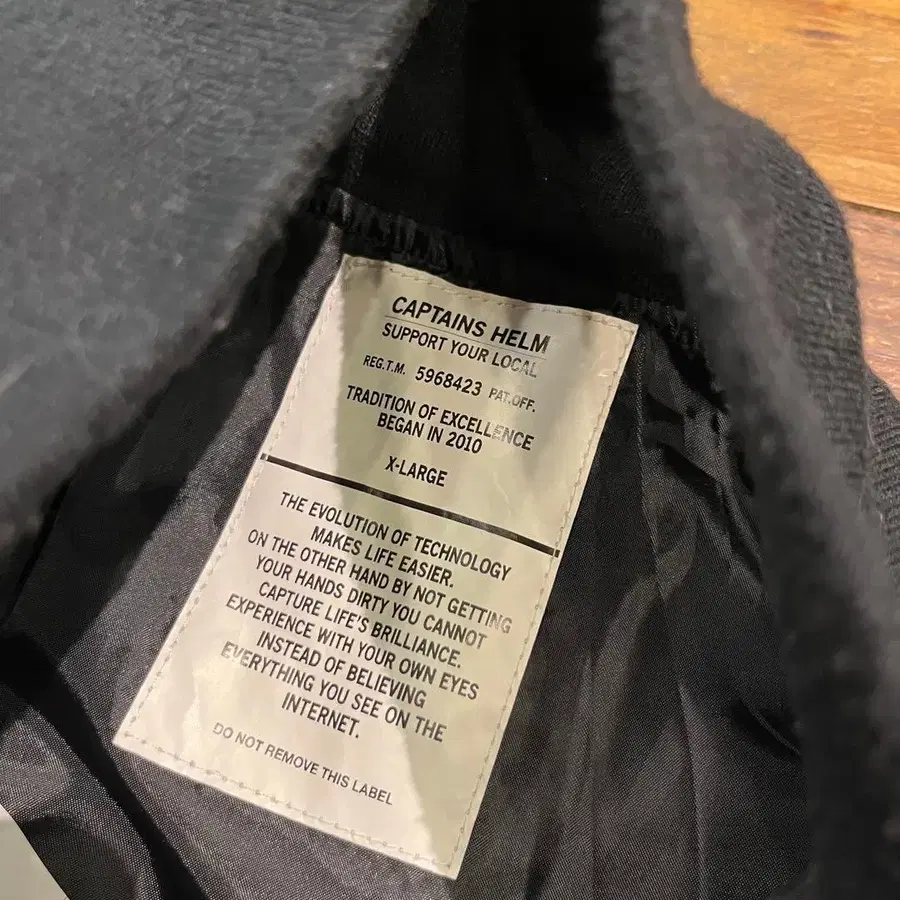 CAPTAINS HELM
SUPPORT YOUR LOCAL
REG.T.M. 5968423 PAT.OFF.
TRADITION OF EXCELLENCE
BEGAN IN 2010
X-LARGE
THE EVOLUTION OF TECHNOLOGY
MAKES LIFE EASIER.
ON THE OTHER HAND BY NOT GETTING
YOUR HANDS DIRTY YOU CANNOT
CAPTURE LIFE'S BRILLIANCE.
EXPERIENCE WITH YOUR OWN EYES
INSTEAD OF BELIEVING
EVERYTHING YOU SEE ON THE
INTERNET.
DO NOT REMOVE THIS LABEL